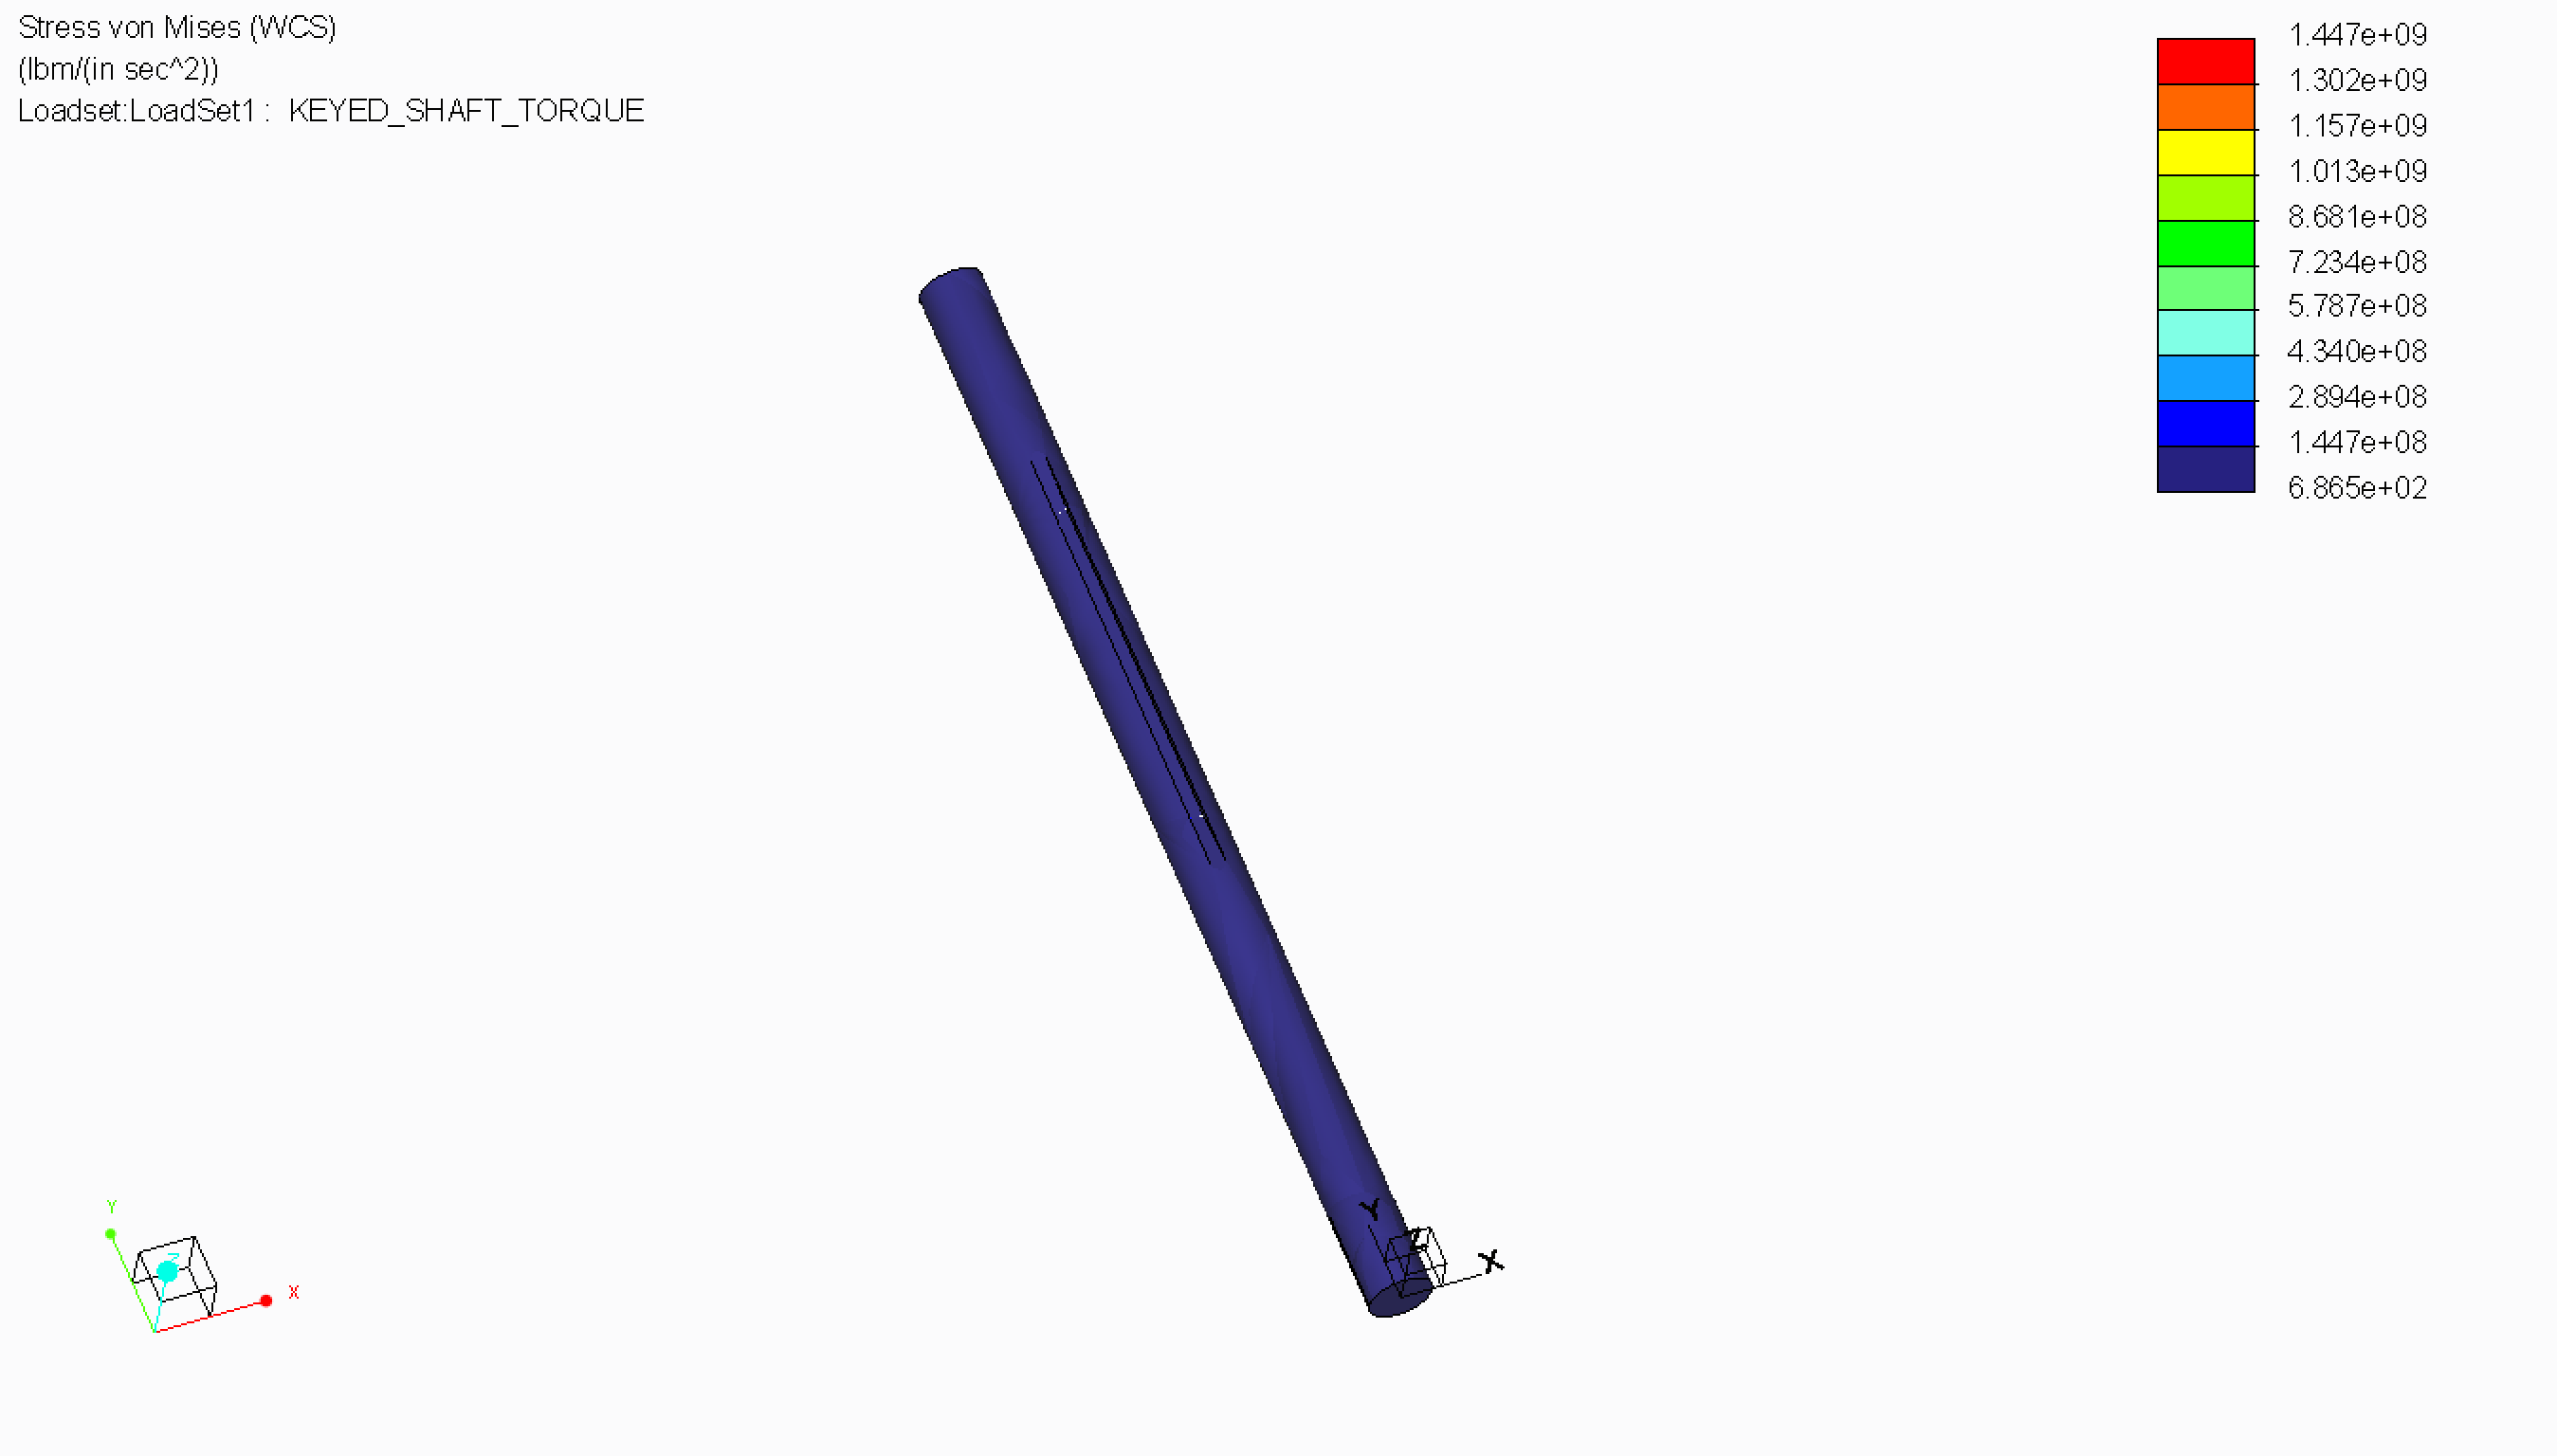 Stress von Mises (WCS)
(lbm/(in sec^2))
Loadset:LoadSet1 : KEYED_SHAFT_TORQUE
1.447e+09
1.302e+09
1.157e+09
1.013e+09
8.681e+08
7.234e+08
5.787e+08
4.340e+08
2.894e+08
1.447e+08
6.865e+02
Y
Z
X
Y
Z
X